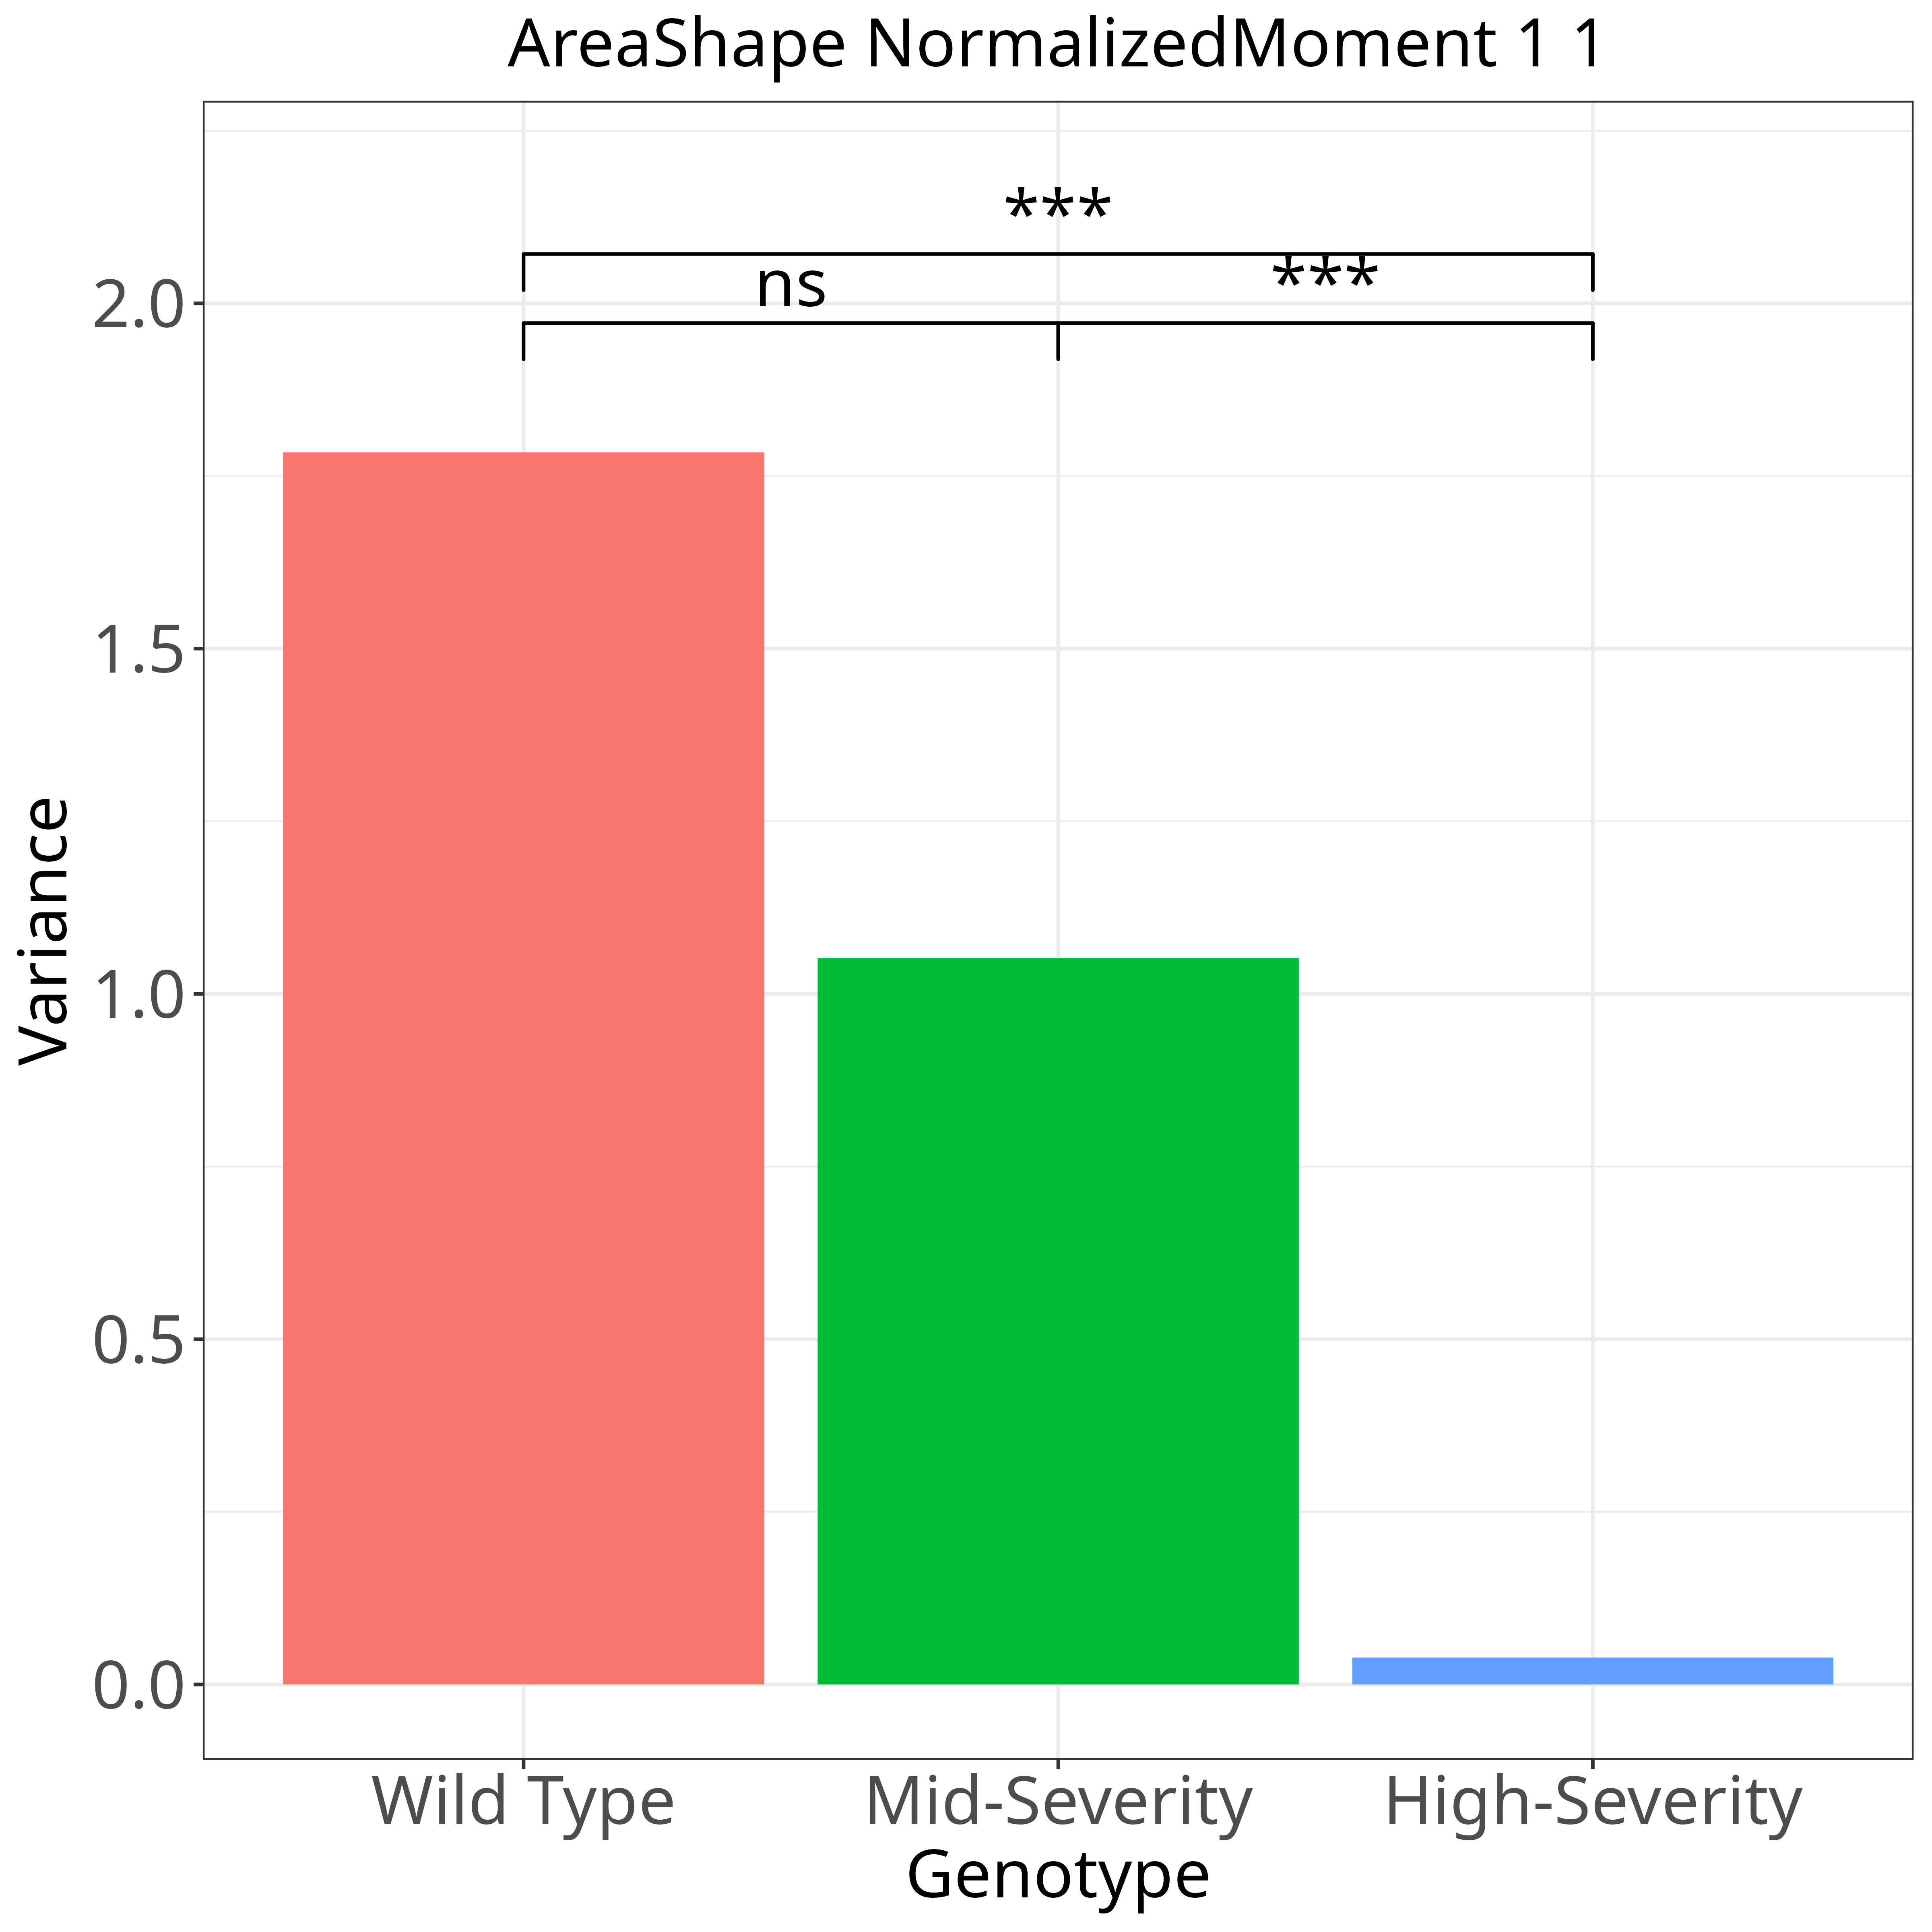 AreaShape NormalizedMoment 1 1
***
ns
***
2.0
1.5
1.0
0.5
0.0
Variance
Wild Type
Mid-Severity
High-Severity
Genotype